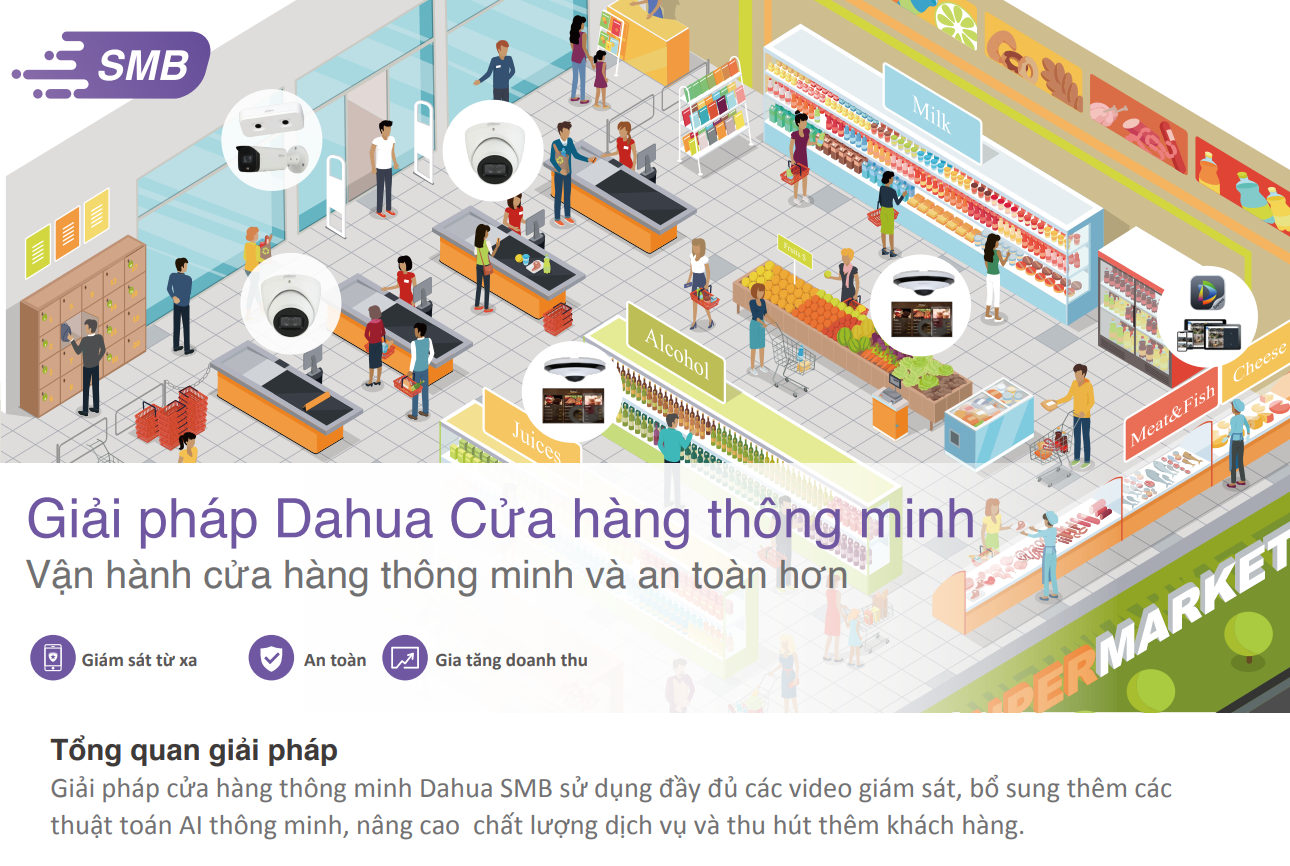 SMB
Milk
Fruits
Alcohol
Juices
Meat&Fish
Cheese
Giải pháp Dahua Cửa hàng thông minh
Vận hành cửa hàng thông minh và an toàn hơn
MARKET
Giám sát từ xa
An toàn
Gia tăng doanh thu
Tổng quan giải pháp
Giải pháp cửa hàng thông minh Dahua SMB sử dụng đầy đủ các video giám sát, bổ sung thêm các
thuật toán AI thông minh, nâng cao chất lượng dịch vụ và thu hút thêm khách hàng.